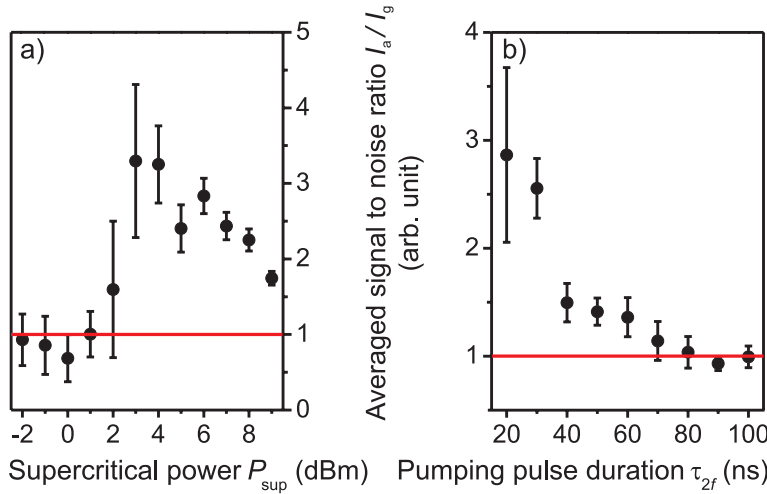 a)
5
4
3
2
1
0
-2 0 2 4 6 8
Supercritical power P_sup (dBm)
Averaged signal to noise ratio I_a / I_g
(arb. unit)
b)
4
3
2
1
20 40 60 80 100
Pumping pulse duration τ_2f (ns)